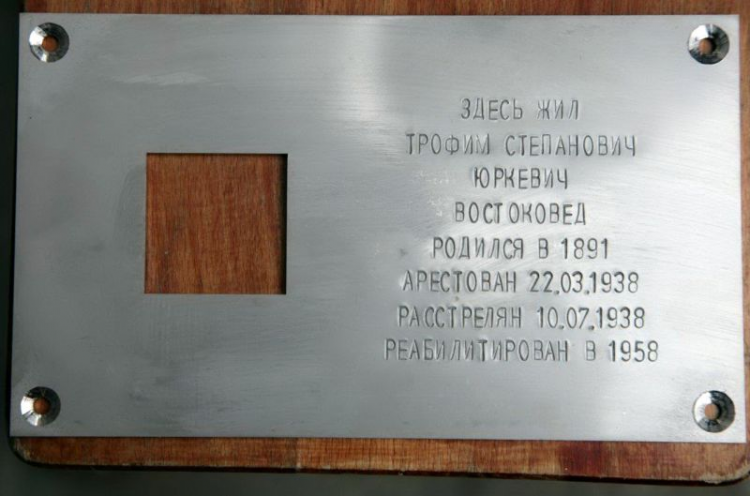 ЗДЕСЬ ЖИЛ
ТРОФИМ СТЕПАНОВИЧ
ЮРКЕВИЧ
ВОСТОКОВЕД
РОДИЛСЯ В 1891
АРЕСТОВАН 22.03.1938
РАССТРЕЛЯН 10.07.1938
РЕАБИЛИТИРОВАН В 1958